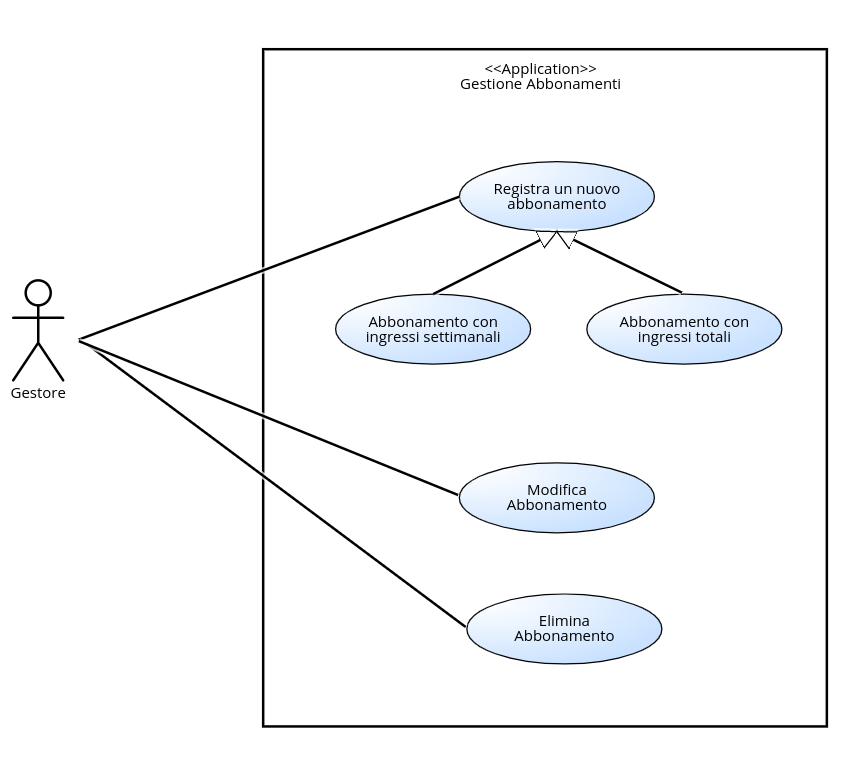 <<Application>>
Gestione Abbonamenti
Registra un nuovo
abbonamento
Abbonamento con
ingressi settimanali
Abbonamento con
ingressi totali
Gestore
Modifica
Abbonamento
Elimina
Abbonamento